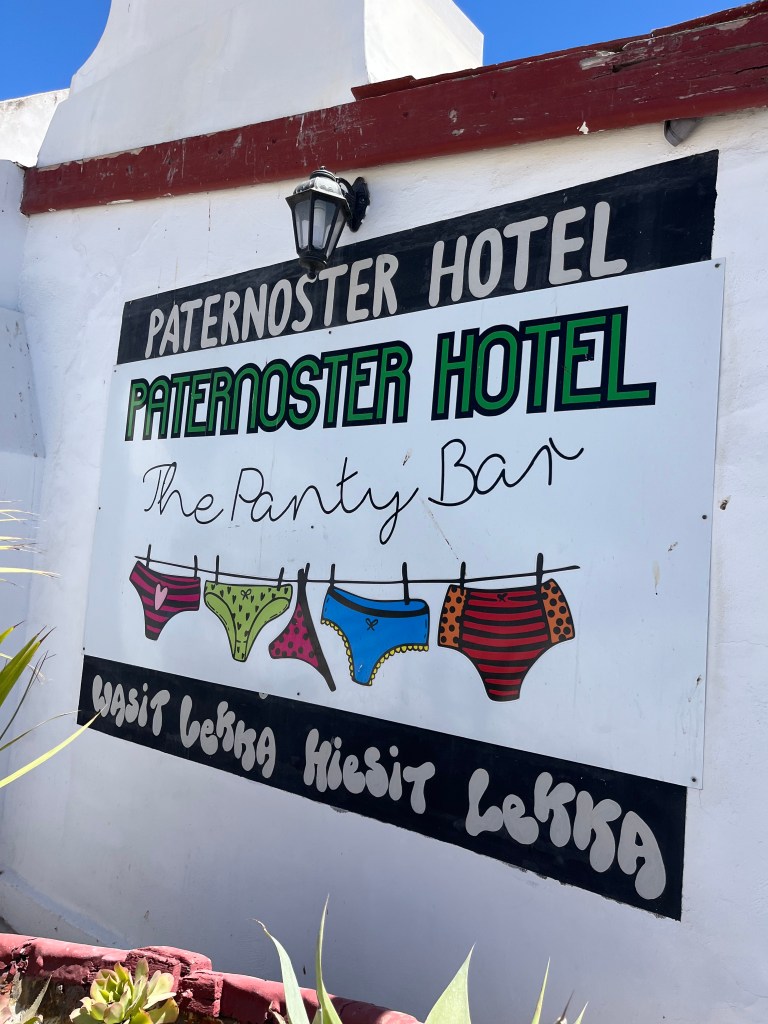 PATERNOSTER HOTEL
PATERNOSTER HOTEL
The Panty Bar
WASIT LEKKA HIESIT LEKKA